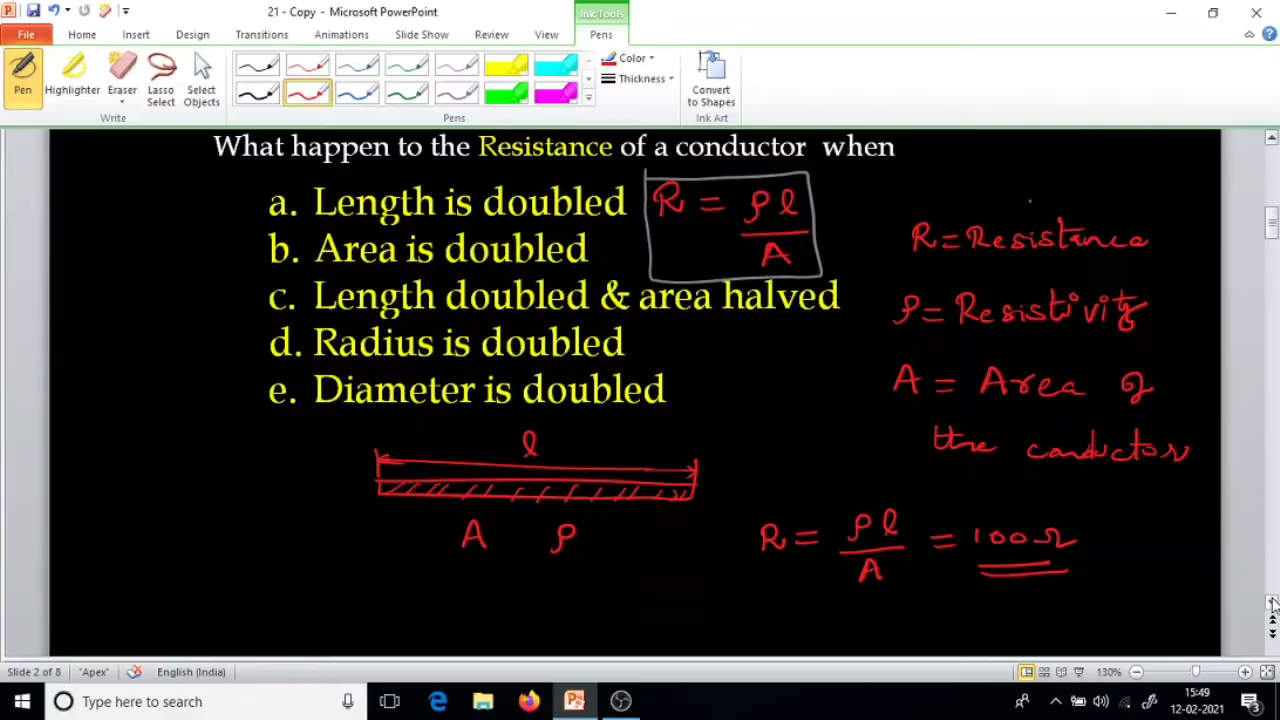 21 - Copy - Microsoft PowerPoint
Ink Tools
File Home Insert Design Transitions Animations Slide Show Review View Pens
Pen Highlighter Eraser Lasso Select Select Objects
Color
Thickness
Convert to Shapes
Write Pens Ink Art
What happen to the Resistance of a conductor when
a. Length is doubled
b. Area is doubled
c. Length doubled & area halved
d. Radius is doubled
e. Diameter is doubled
R = ρl
A
R = Resistance
ρ = Resistivity
A = Area of
the conductor
l
A ρ
R = ρl = 100Ω
A
Slide 2 of 8 "Apex" English (India) 130%
Type here to search
15:49
12-02-2021
3